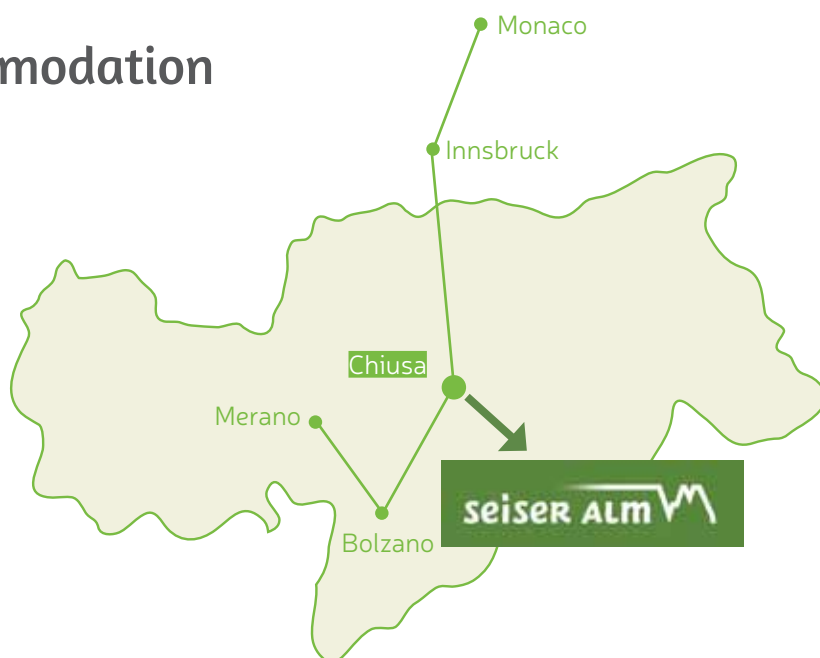 modation
Monaco
Innsbruck
Chiusa
Merano
seiser alm
Bolzano